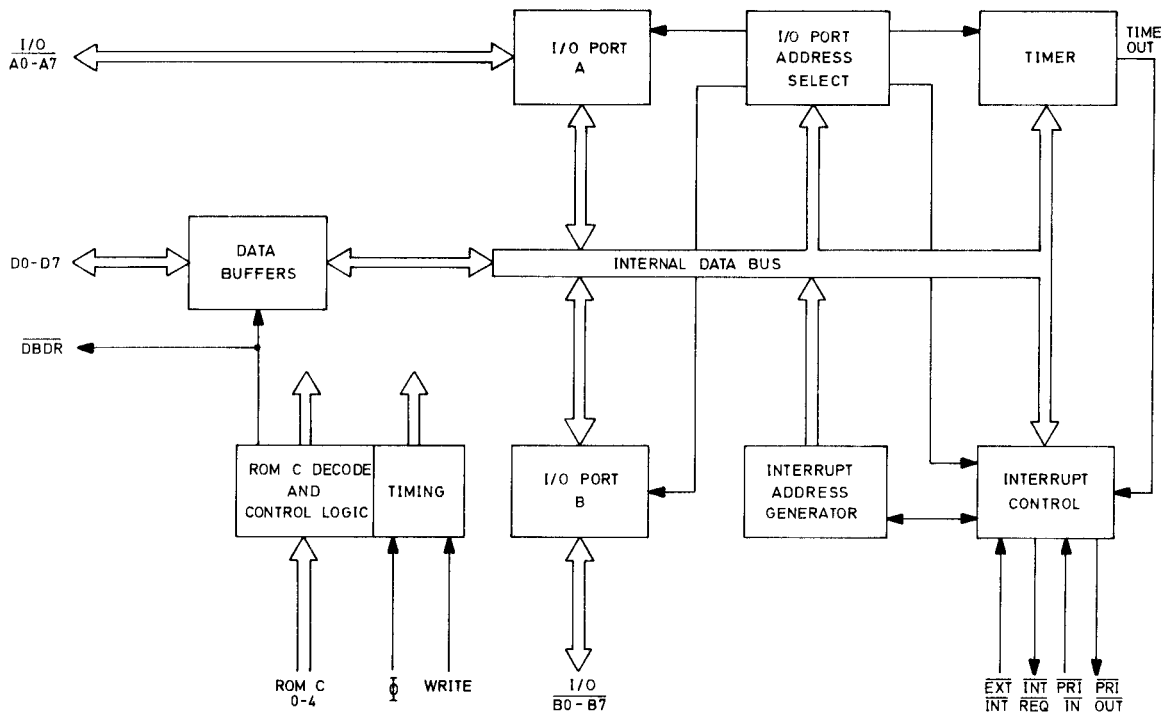 I/O
A0-A7
I/O PORT
A
I/O PORT
ADDRESS
SELECT
TIMER
TIME
OUT
D0-D7
DATA
BUFFERS
INTERNAL DATA BUS
DBDR
ROM C DECODE
AND
CONTROL LOGIC
TIMING
I/O PORT
B
INTERRUPT
ADDRESS
GENERATOR
INTERRUPT
CONTROL
ROM C
0-4
Φ
WRITE
I/O
B0-B7
EXT
INT
INT
REQ
PRI
IN
PRI
OUT